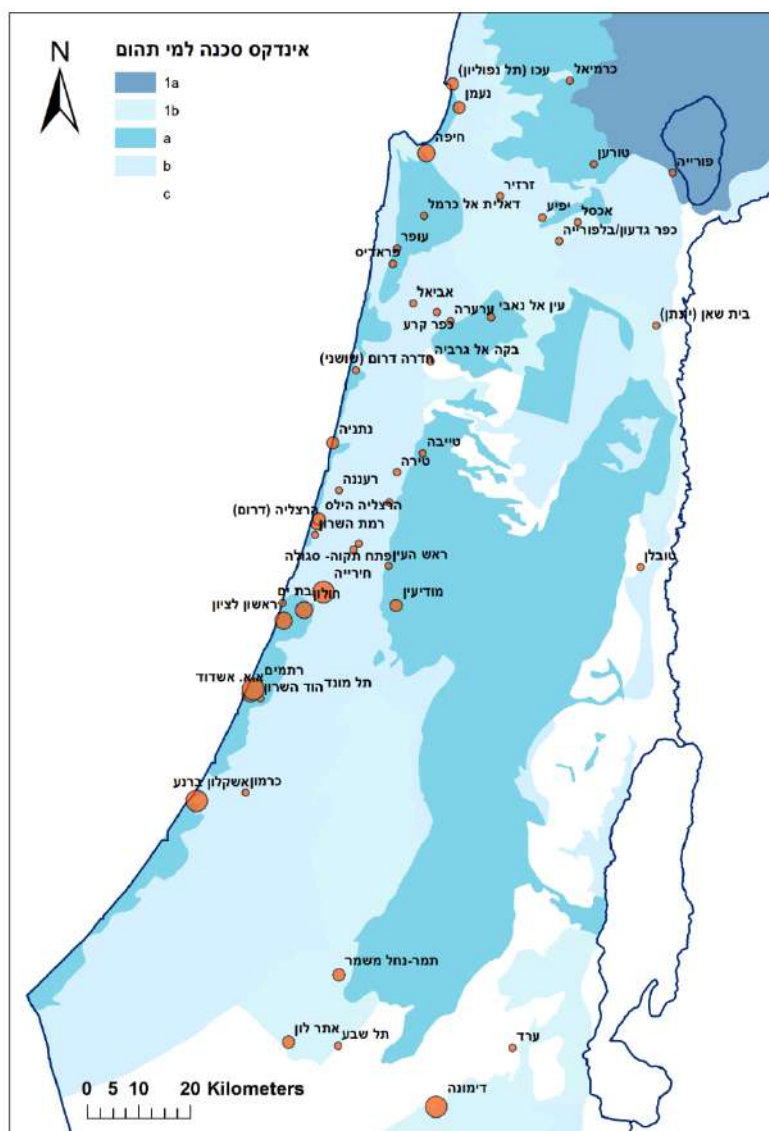 N
אינדקס סכנה למי תהום
1a
1b
a
b
c
עכו (תל נפוליון)
כרמיאל
נעמן
חיפה
טורען
פורייה
זרזיר
דאלית אל כרמל
יפיע
אכסל
כפר גדעון/בלפורייה
עופר
פראדיס
אביאל
ערערה
עין אל נאבי
כפר קרע
בית שאן (יצתן)
בקה אל גרביה
חדרה דרום (שושני)
נתניה
טייבה
טירה
רעננה
הרצליה הילס
הרצליה (דרום)
רמת השרון
פתח תקוה- סגולה
ראש העין
טובלן
חירייה
בת ים
חולון
מודיעין
ראשון לציון
רתמים
א.א. אשדוד
תל מונד
הוד השרון
אשקלון ברנע
כרמון
תמר-נחל משמר
אתר לון
תל שבע
ערד
דימונה
0 5 10 20 Kilometers